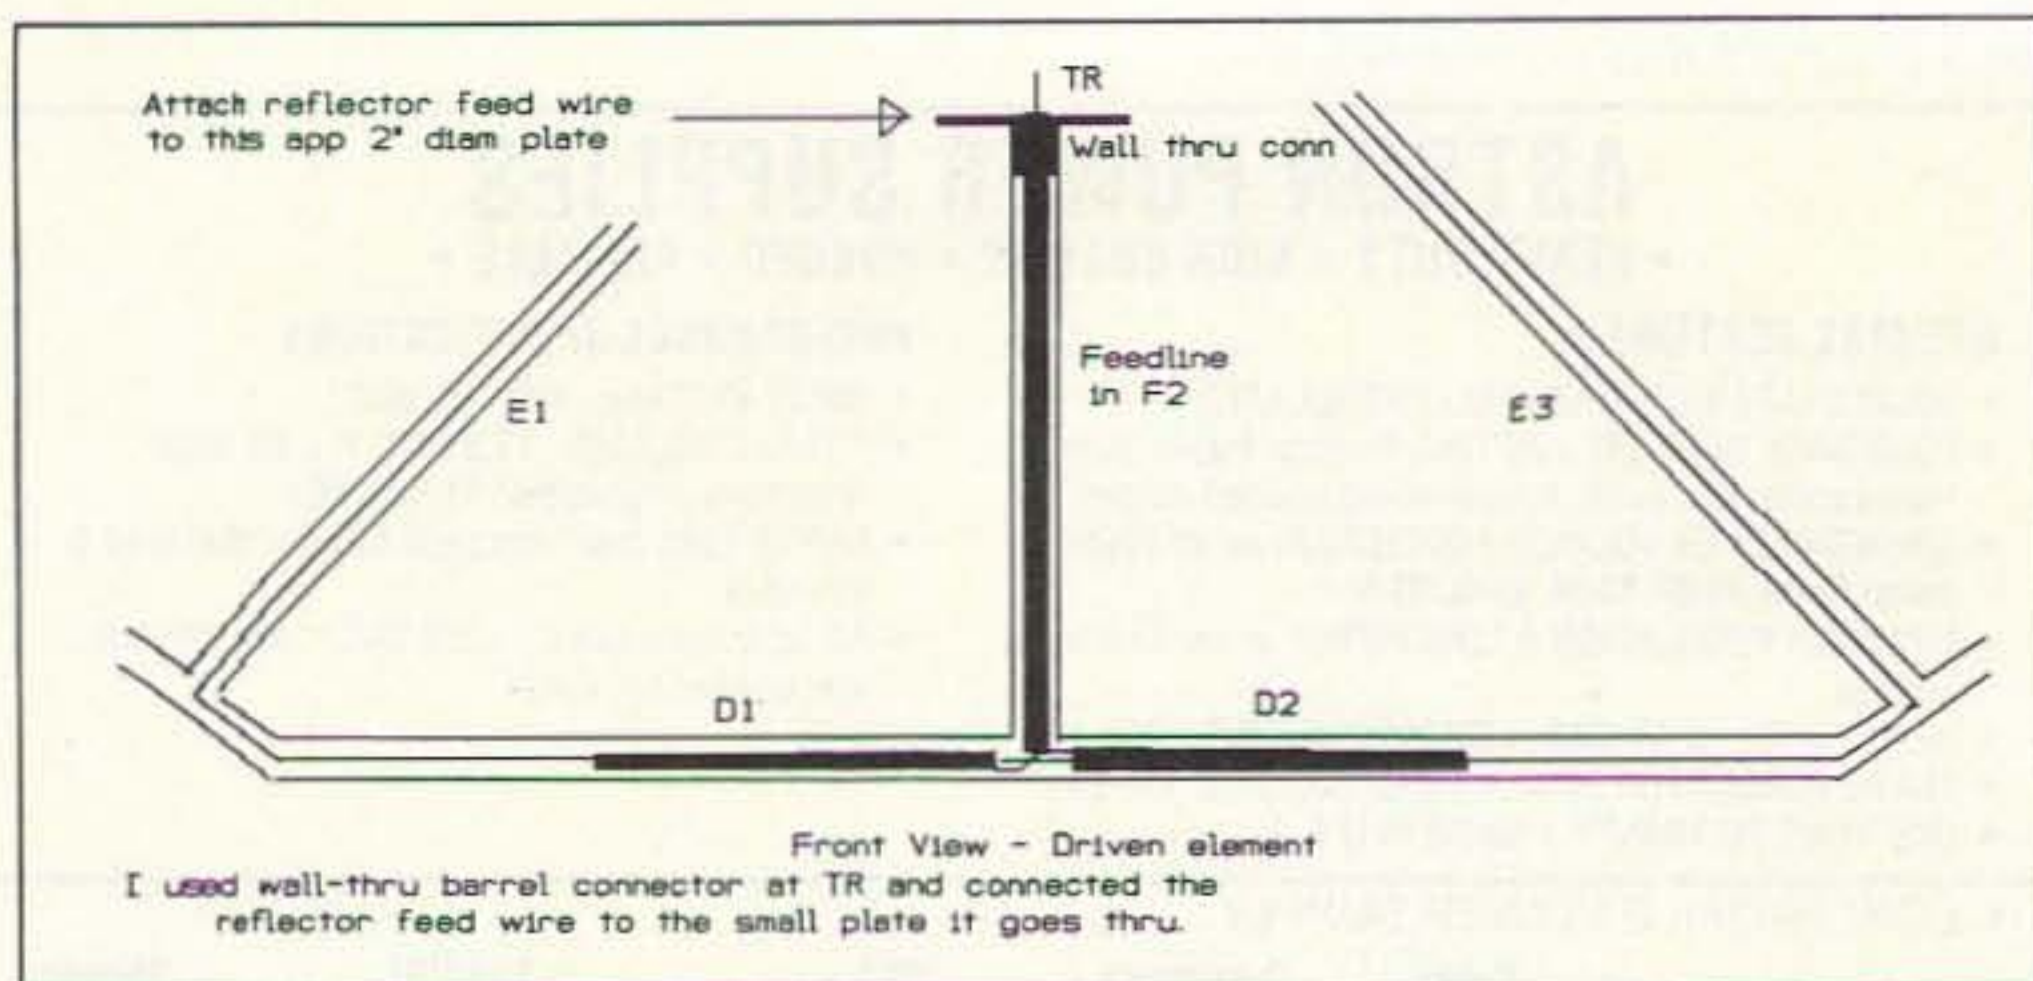 TR
Attach reflector feed wire
to this app 2" diam plate
Wall thru conn
Feedline
in F2
E1
E3
D1
D2
Front View - Driven element
I used wall-thru barrel connector at TR and connected the
reflector feed wire to the small plate it goes thru.